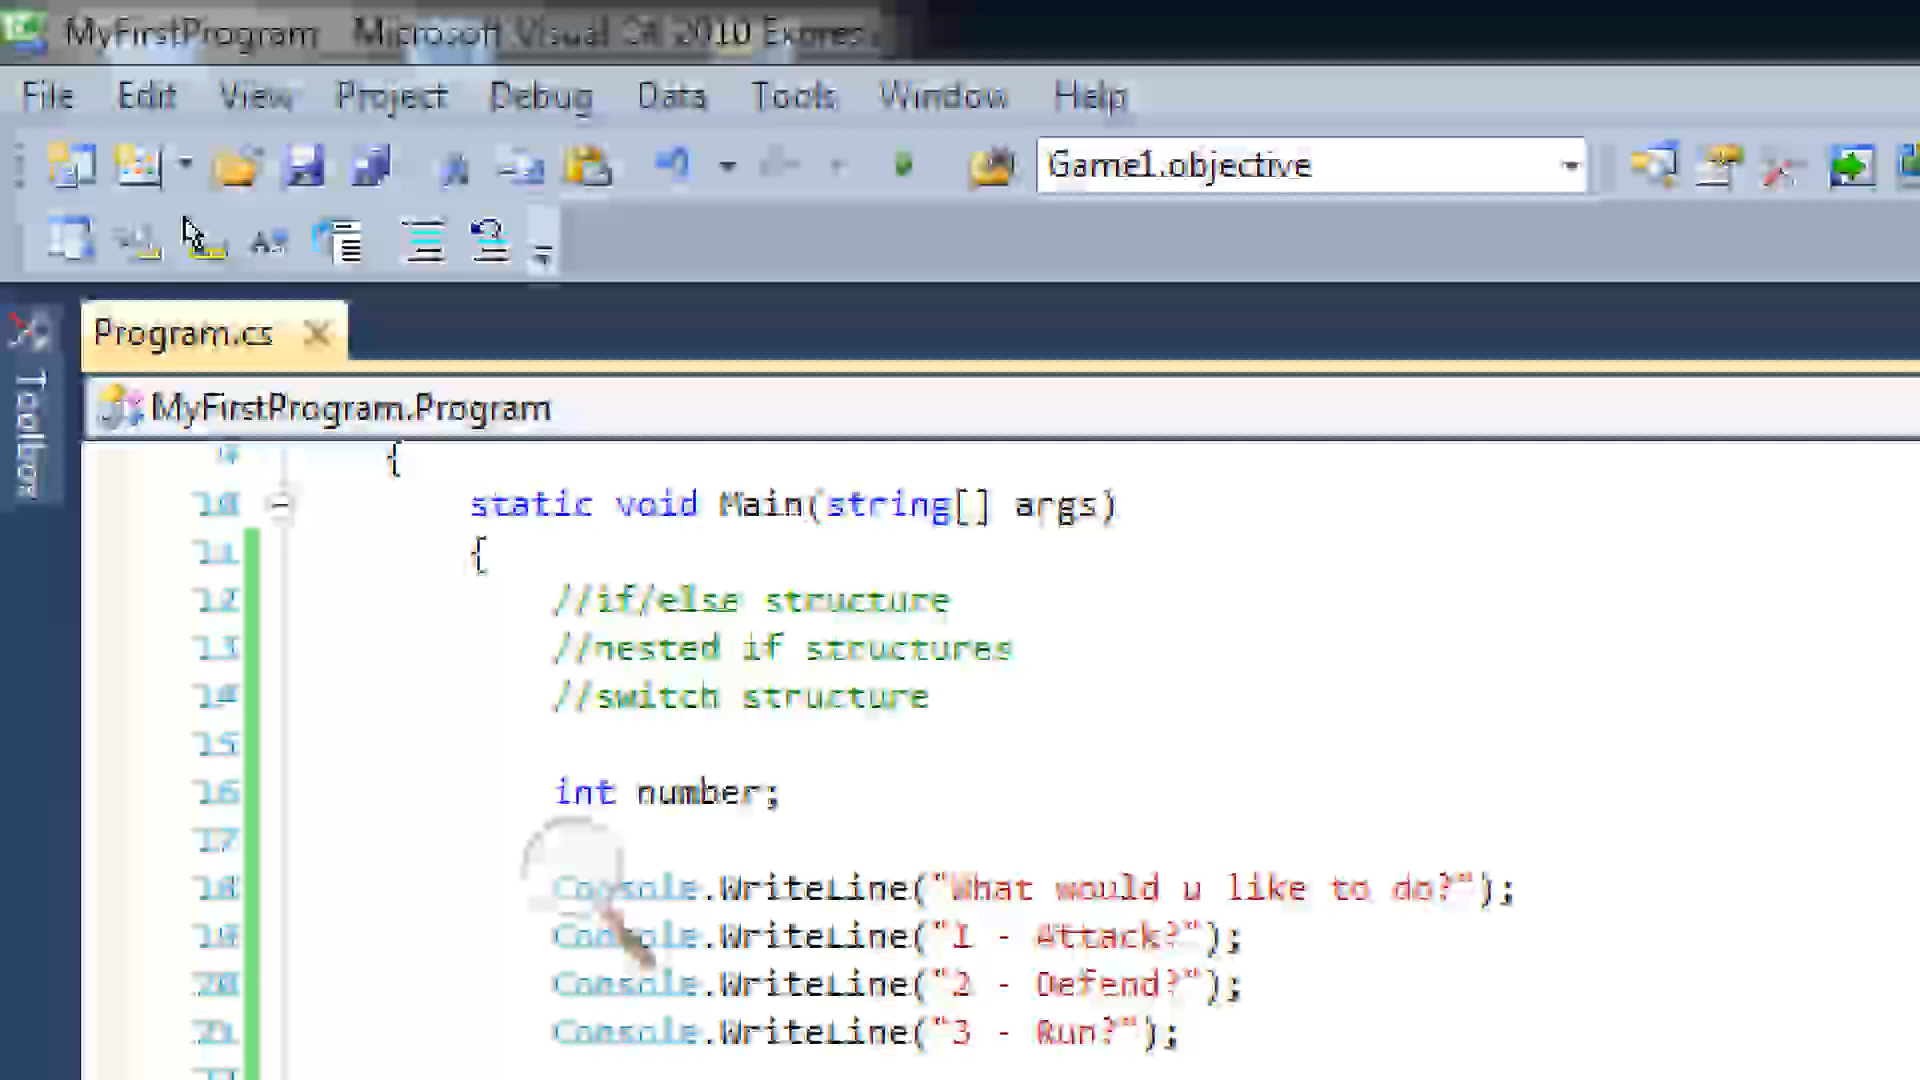 MyFirstProgram - Microsoft Visual C# 2010 Express
File Edit View Project Debug Data Tools Window Help
Game1.objective
Toolbox
Program.cs
MyFirstProgram.Program
9 {
10 static void Main(string[] args)
11 {
12 //if/else structure
13 //nested if structures
14 //switch structure
15
16 int number;
17
18 Console.WriteLine("What would u like to do?");
19 Console.WriteLine("1 - Attack?");
20 Console.WriteLine("2 - Defend?");
21 Console.WriteLine("3 - Run?");